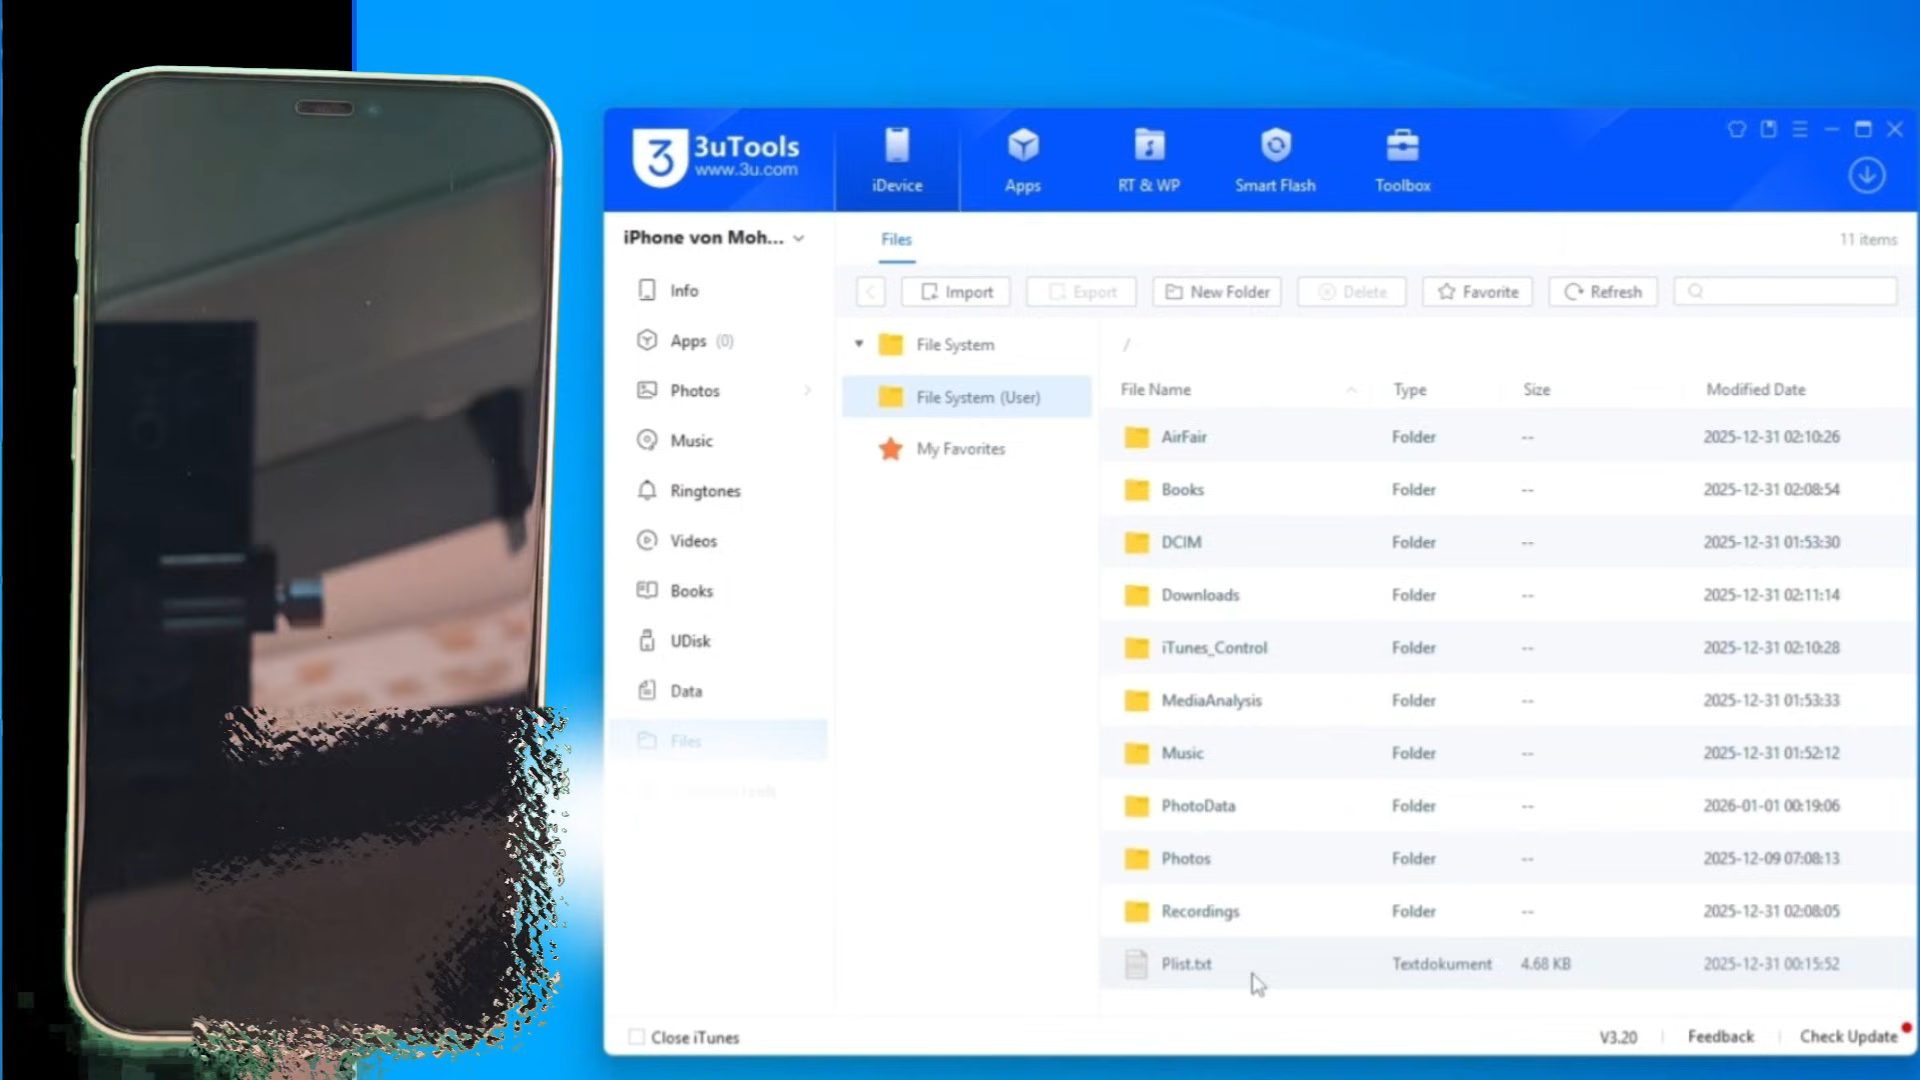 3uTools
www.3u.com
iDevice
Apps
RT & WP
Smart Flash
Toolbox
iPhone von Moh...
Files
11 items
Info
Import
Export
New Folder
Delete
Favorite
Refresh
Apps (0)
File System
/
Photos
File System (User)
File Name Type Size Modified Date
Music
My Favorites
AirFair Folder -- 2025-12-31 02:10:26
Ringtones
Books Folder -- 2025-12-31 02:08:54
Videos
DCIM Folder -- 2025-12-31 01:53:30
Books
Downloads Folder -- 2025-12-31 02:11:14
UDisk
iTunes_Control Folder -- 2025-12-31 02:10:28
Data
MediaAnalysis Folder -- 2025-12-31 01:53:33
Files
Music Folder -- 2025-12-31 01:52:12
PhotoData Folder -- 2026-01-01 00:19:06
Photos Folder -- 2025-12-09 07:08:13
Recordings Folder -- 2025-12-31 02:08:05
Plist.txt Textdokument 4.68 KB 2025-12-31 00:15:52
Close iTunes
V3.20
Feedback
Check Update